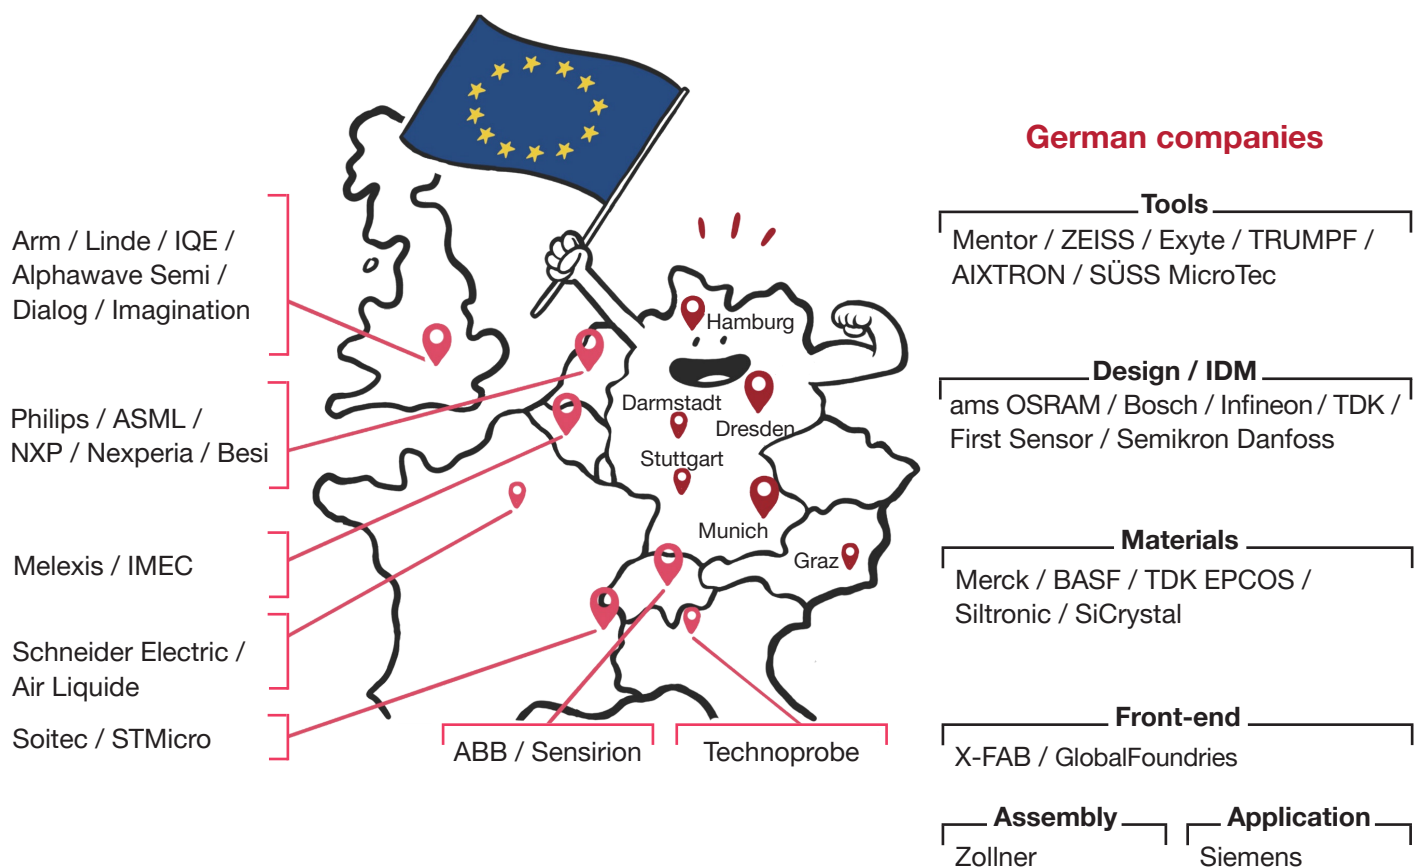 German companies
Arm / Linde / IQE /
Alphawave Semi /
Dialog / Imagination
Philips / ASML /
NXP / Nexperia / Besi
Melexis / IMEC
Schneider Electric /
Air Liquide
Soitec / STMicro
ABB / Sensirion
Technoprobe
Hamburg
Darmstadt
Dresden
Stuttgart
Munich
Graz
Tools
Mentor / ZEISS / Exyte / TRUMPF /
AIXTRON / SÜSS MicroTec
Design / IDM
ams OSRAM / Bosch / Infineon / TDK /
First Sensor / Semikron Danfoss
Materials
Merck / BASF / TDK EPCOS /
Siltronic / SiCrystal
Front-end
X-FAB / GlobalFoundries
Assembly
Zollner
Application
Siemens